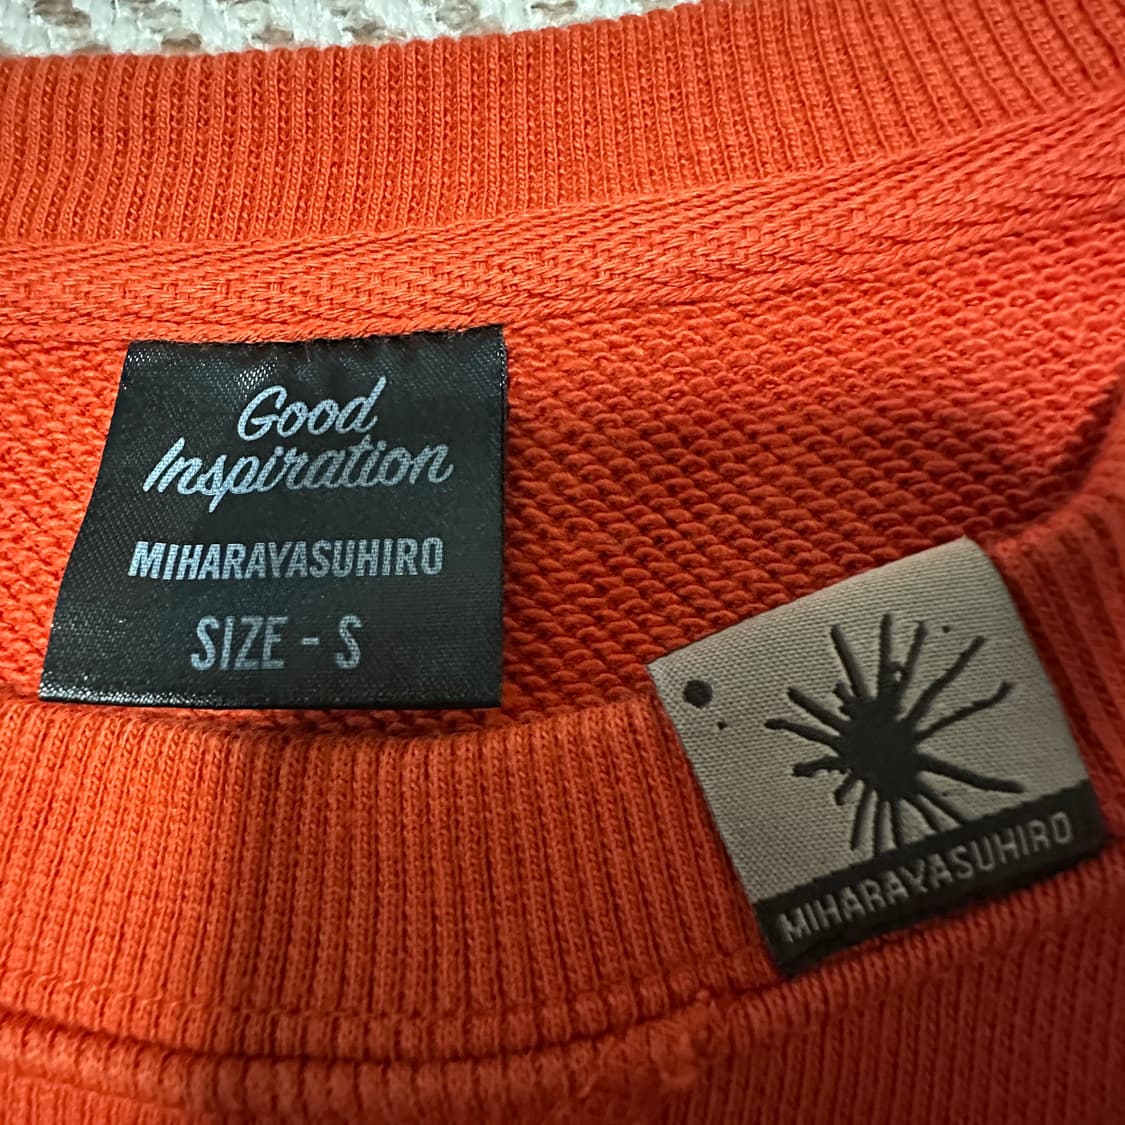 Good
Inspiration
MIHARAYASUHIRO
SIZE - S
MIHARAYASUHIRO